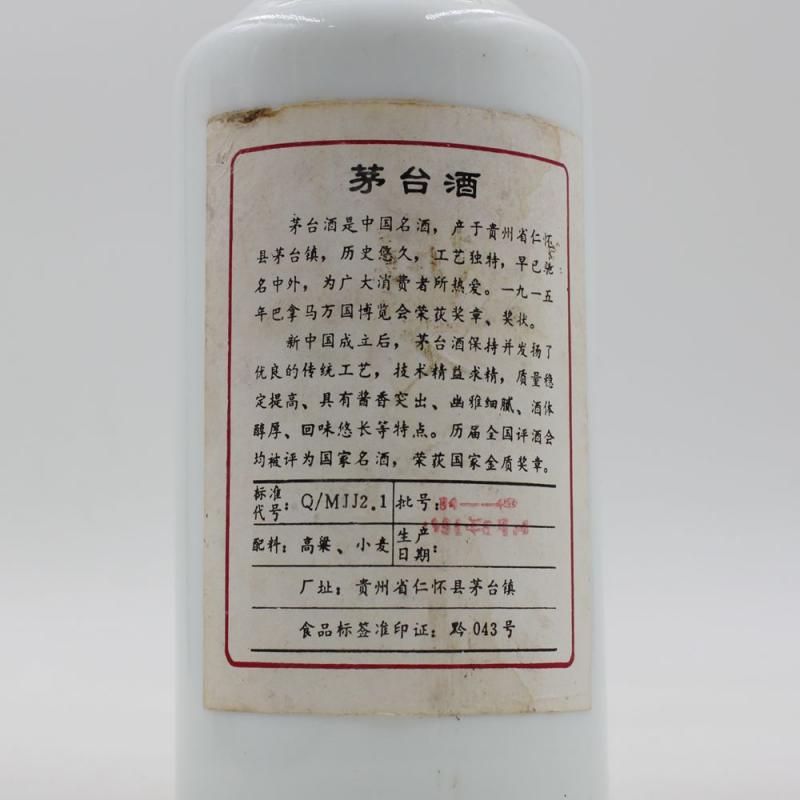 茅台酒
茅台酒是中国名酒，产于贵州省仁怀
县茅台镇，历史悠久，工艺独特，早已驰
名中外，为广大消费者所热爱。一九一五
年巴拿马万国博览会荣获奖章、奖状。
新中国成立后，茅台酒保持并发扬了
优良的传统工艺，技术精益求精，质量稳
定提高、具有酱香突出、幽雅细腻、酒体
醇厚、回味悠长等特点。历届全国评酒会
均被评为国家名酒，荣获国家金质奖章。
标准代号：Q/MJJ2.1 批号：
配料：高粱、小麦 生产日期：
厂址：贵州省仁怀县茅台镇
食品标签准印证：黔043号